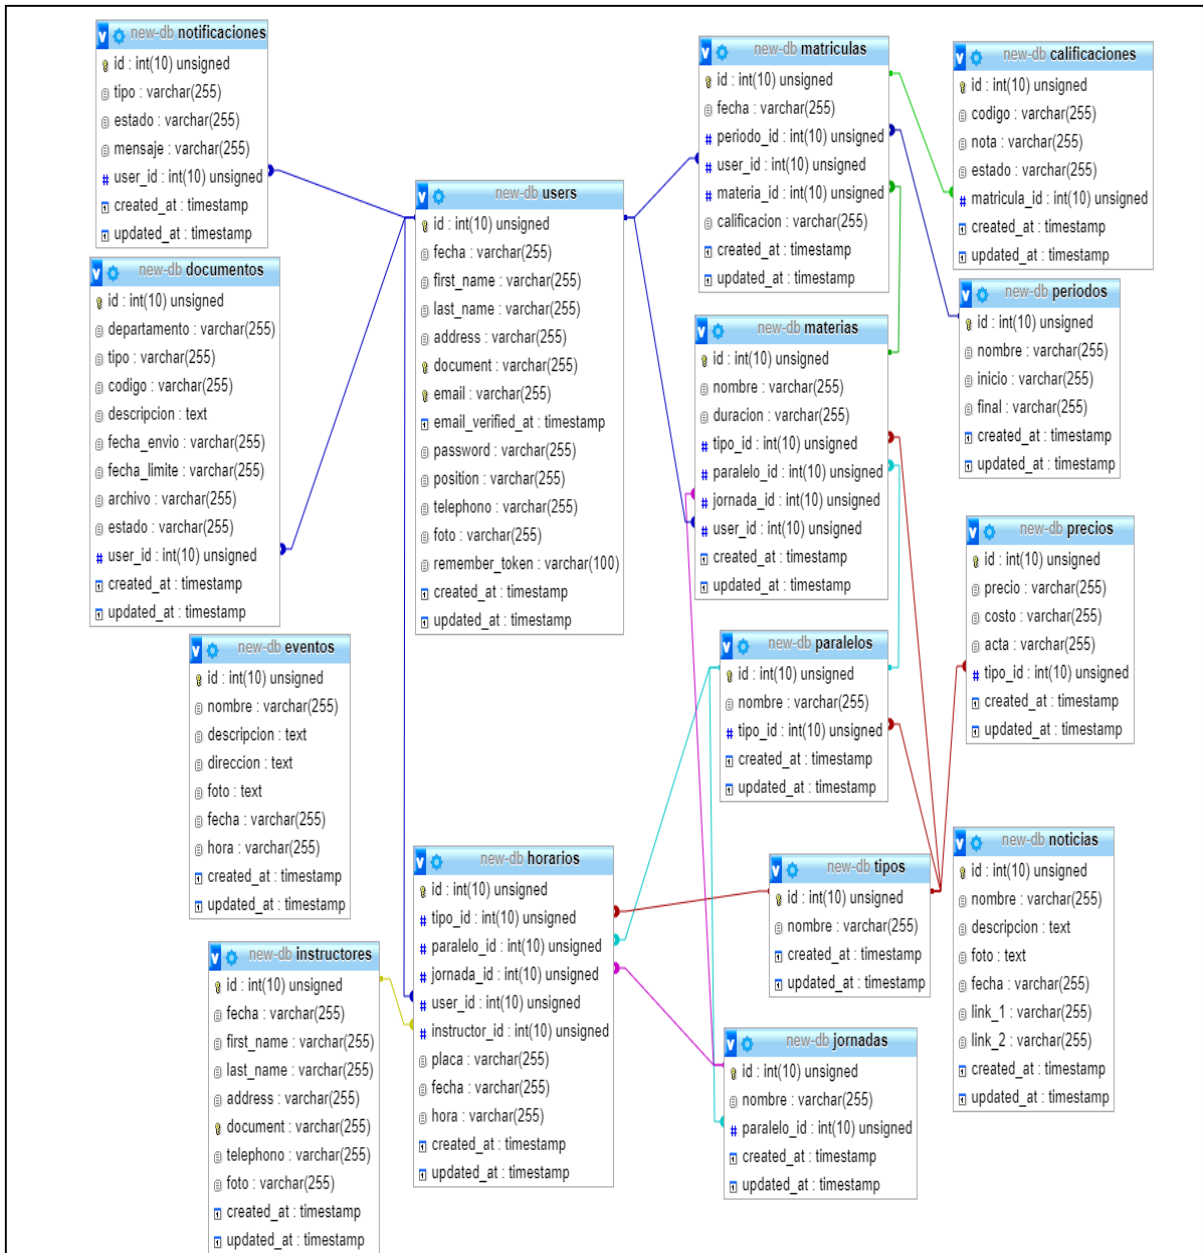 new-db notificaciones
id : int(10) unsigned
tipo : varchar(255)
estado : varchar(255)
mensaje : varchar(255)
user_id : int(10) unsigned
created_at : timestamp
updated_at : timestamp
new-db documentos
id : int(10) unsigned
departamento : varchar(255)
tipo : varchar(255)
codigo : varchar(255)
descripcion : text
fecha_envio : varchar(255)
fecha_limite : varchar(255)
archivo : varchar(255)
estado : varchar(255)
user_id : int(10) unsigned
created_at : timestamp
updated_at : timestamp
new-db eventos
id : int(10) unsigned
nombre : varchar(255)
descripcion : text
direccion : text
foto : text
fecha : varchar(255)
hora : varchar(255)
created_at : timestamp
updated_at : timestamp
new-db instructores
id : int(10) unsigned
fecha : varchar(255)
first_name : varchar(255)
last_name : varchar(255)
address : varchar(255)
document : varchar(255)
telephono : varchar(255)
foto : varchar(255)
created_at : timestamp
updated_at : timestamp
new-db users
id : int(10) unsigned
fecha : varchar(255)
first_name : varchar(255)
last_name : varchar(255)
address : varchar(255)
document : varchar(255)
email : varchar(255)
email_verified_at : timestamp
password : varchar(255)
position : varchar(255)
telephono : varchar(255)
foto : varchar(255)
remember_token : varchar(100)
created_at : timestamp
updated_at : timestamp
new-db horarios
id : int(10) unsigned
tipo_id : int(10) unsigned
paralelo_id : int(10) unsigned
jornada_id : int(10) unsigned
user_id : int(10) unsigned
instructor_id : int(10) unsigned
placa : varchar(255)
fecha : varchar(255)
hora : varchar(255)
created_at : timestamp
updated_at : timestamp
new-db matriculas
id : int(10) unsigned
fecha : varchar(255)
periodo_id : int(10) unsigned
user_id : int(10) unsigned
materia_id : int(10) unsigned
calificacion : varchar(255)
created_at : timestamp
updated_at : timestamp
new-db materias
id : int(10) unsigned
nombre : varchar(255)
duracion : varchar(255)
tipo_id : int(10) unsigned
paralelo_id : int(10) unsigned
jornada_id : int(10) unsigned
user_id : int(10) unsigned
created_at : timestamp
updated_at : timestamp
new-db paralelos
id : int(10) unsigned
nombre : varchar(255)
tipo_id : int(10) unsigned
created_at : timestamp
updated_at : timestamp
new-db tipos
id : int(10) unsigned
nombre : varchar(255)
created_at : timestamp
updated_at : timestamp
new-db jornadas
id : int(10) unsigned
nombre : varchar(255)
paralelo_id : int(10) unsigned
created_at : timestamp
updated_at : timestamp
new-db calificaciones
id : int(10) unsigned
codigo : varchar(255)
nota : varchar(255)
estado : varchar(255)
matricula_id : int(10) unsigned
created_at : timestamp
updated_at : timestamp
new-db periodos
id : int(10) unsigned
nombre : varchar(255)
inicio : varchar(255)
final : varchar(255)
created_at : timestamp
updated_at : timestamp
new-db precios
id : int(10) unsigned
precio : varchar(255)
costo : varchar(255)
acta : varchar(255)
tipo_id : int(10) unsigned
created_at : timestamp
updated_at : timestamp
new-db noticias
id : int(10) unsigned
nombre : varchar(255)
descripcion : text
foto : text
fecha : varchar(255)
link_1 : varchar(255)
link_2 : varchar(255)
created_at : timestamp
updated_at : timestamp